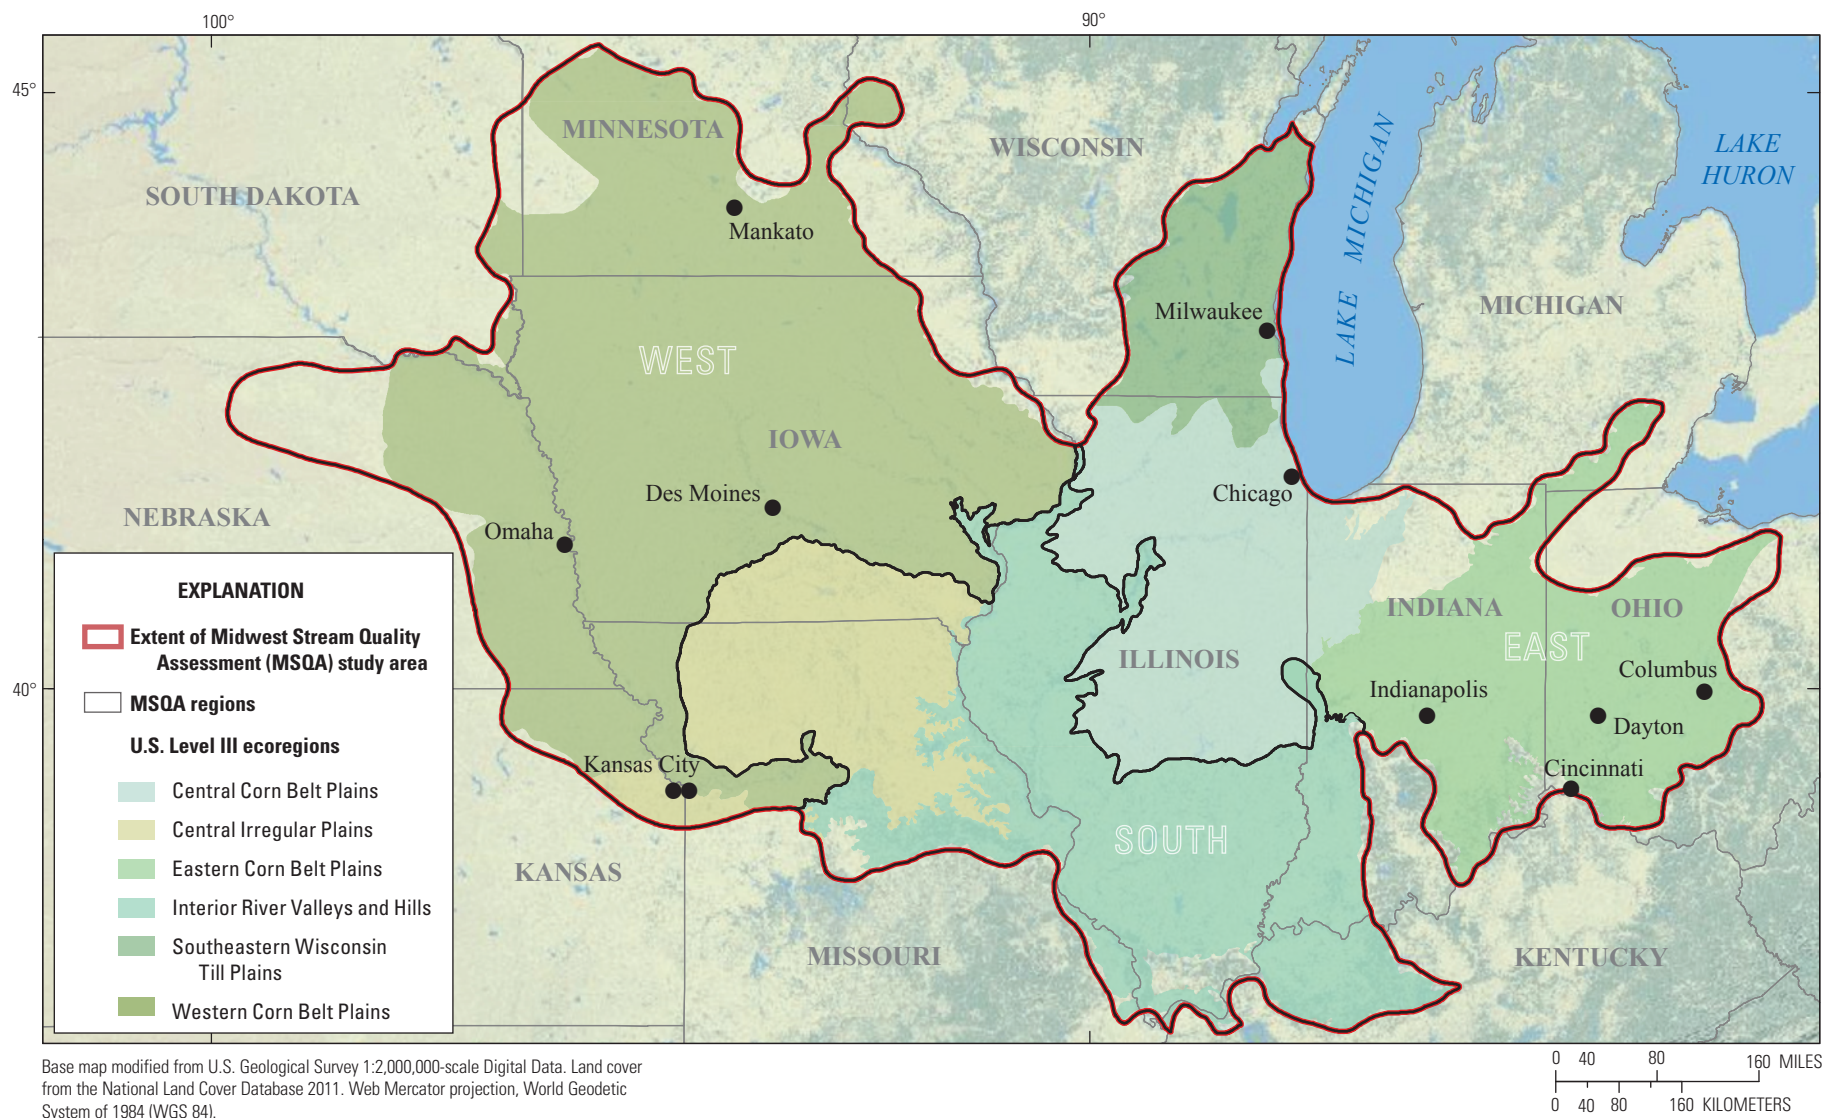 100°
90°
45°
40°
MINNESOTA
WISCONSIN
LAKE MICHIGAN
LAKE
HURON
SOUTH DAKOTA
Mankato
MICHIGAN
Milwaukee
WEST
IOWA
Des Moines
Chicago
NEBRASKA
Omaha
INDIANA
OHIO
EAST
ILLINOIS
Columbus
Indianapolis
Dayton
Kansas City
Cincinnati
SOUTH
KANSAS
MISSOURI
KENTUCKY
EXPLANATION
Extent of Midwest Stream Quality
Assessment (MSQA) study area
MSQA regions
U.S. Level III ecoregions
Central Corn Belt Plains
Central Irregular Plains
Eastern Corn Belt Plains
Interior River Valleys and Hills
Southeastern Wisconsin
Till Plains
Western Corn Belt Plains
Base map modified from U.S. Geological Survey 1:2,000,000-scale Digital Data. Land cover
from the National Land Cover Database 2011. Web Mercator projection, World Geodetic
System of 1984 (WGS 84).
0 40 80 160 MILES
0 40 80 160 KILOMETERS